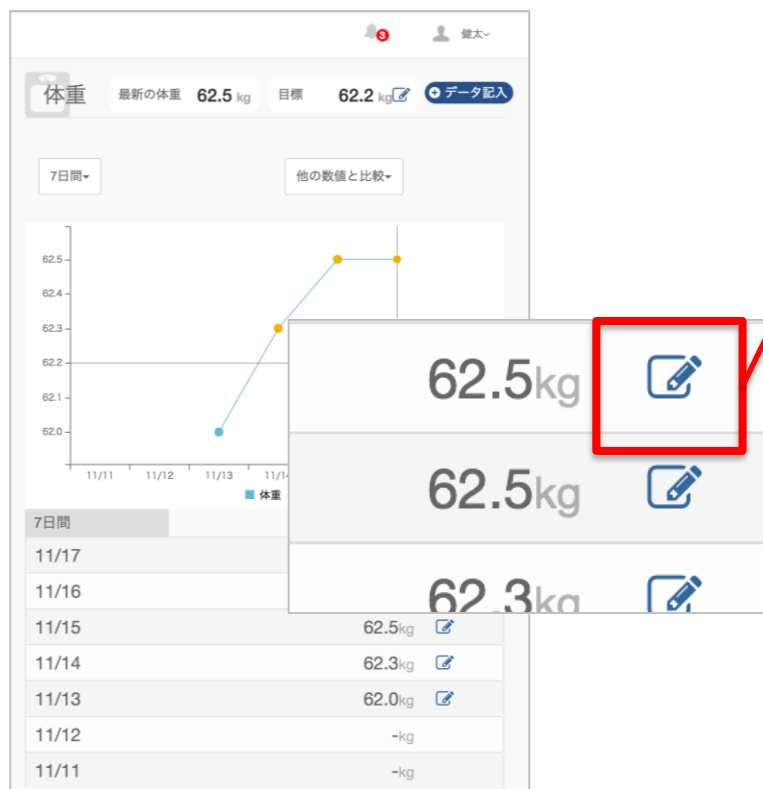 3 健太
体重 最新の体重 62.5 kg 目標 62.2 kg データ記入
7日間 他の数値と比較
62.5
62.4
62.3
62.2
62.1
62.0
11/11 11/12 11/13 11/14
体重
62.5kg
62.5kg
62.3kg
7日間
11/17
11/16
11/15 62.5kg
11/14 62.3kg
11/13 62.0kg
11/12 -kg
11/11 -kg